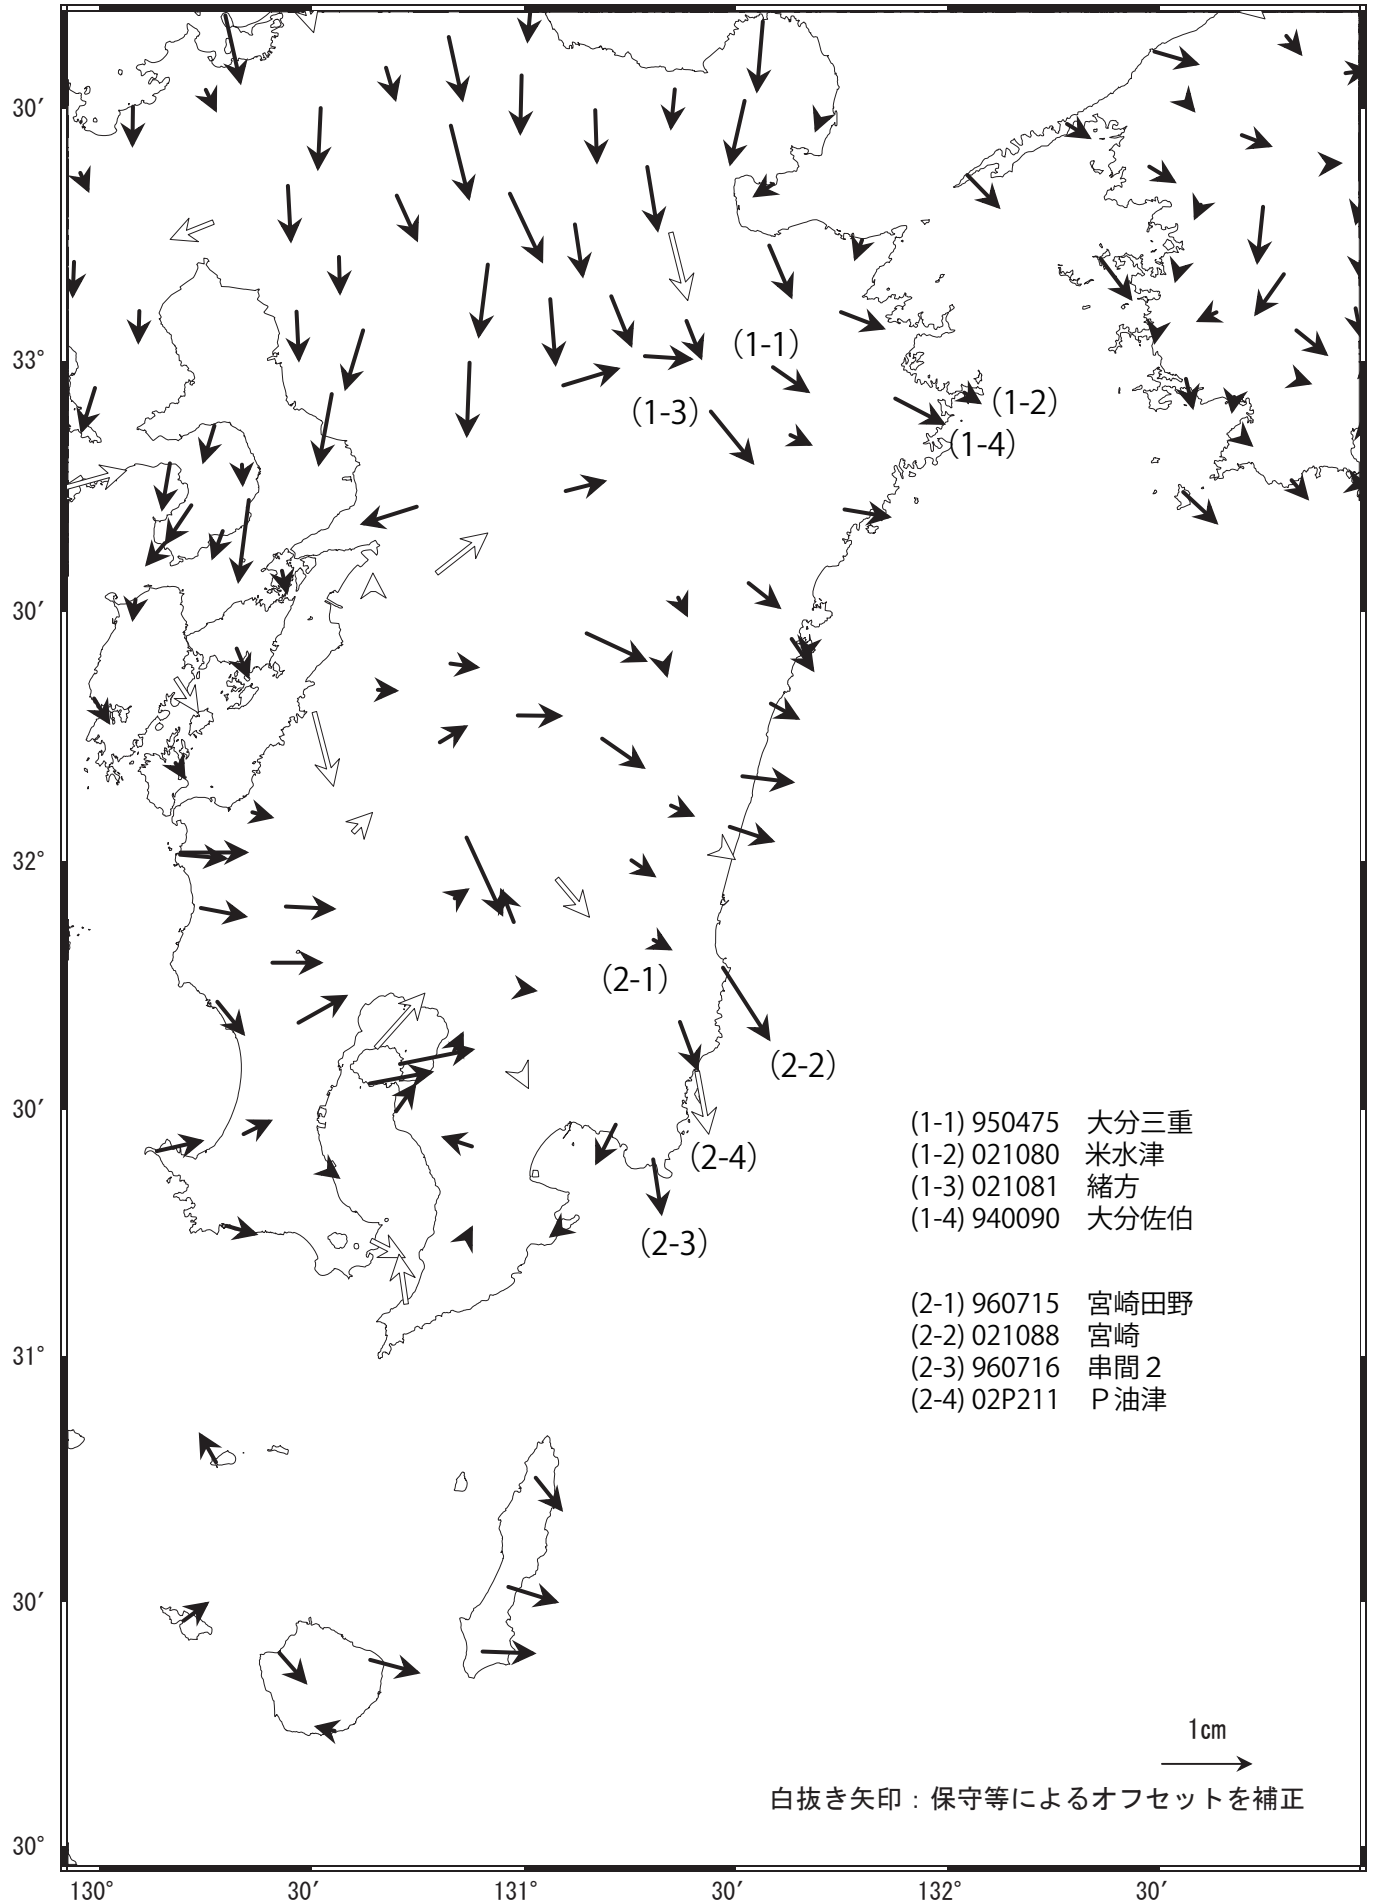 30′
33°
30′
32°
30′
31°
30′
30°
(1-1)
(1-3)
(1-2)
(1-4)
(2-1)
(2-2)
(2-4)
(2-3)
(1-1) 950475 大分三重
(1-2) 021080 米水津
(1-3) 021081 緒方
(1-4) 940090 大分佐伯
(2-1) 960715 宮崎田野
(2-2) 021088 宮崎
(2-3) 960716 串間２
(2-4) 02P211 Ｐ油津
1cm
白抜き矢印：保守等によるオフセットを補正
130° 30′ 131° 30′ 132° 30′